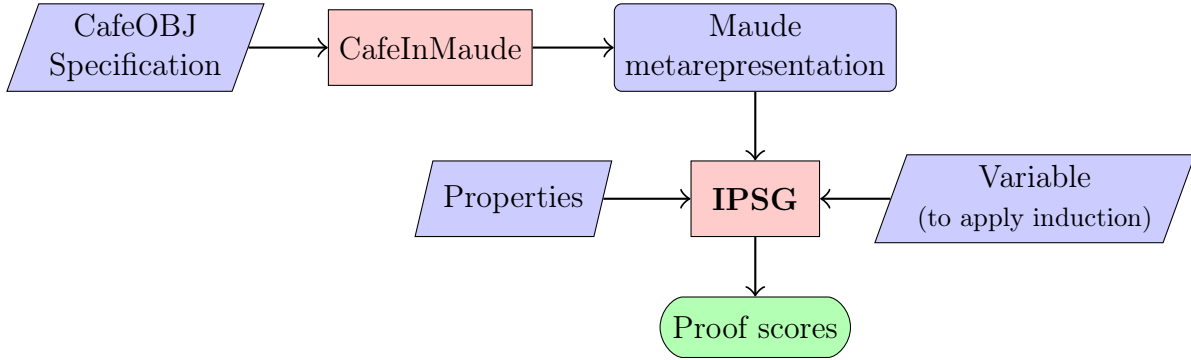 CafeOBJ
Specification
CafeInMaude
Maude
metarepresentation
Properties
IPSG
Variable
(to apply induction)
Proof scores